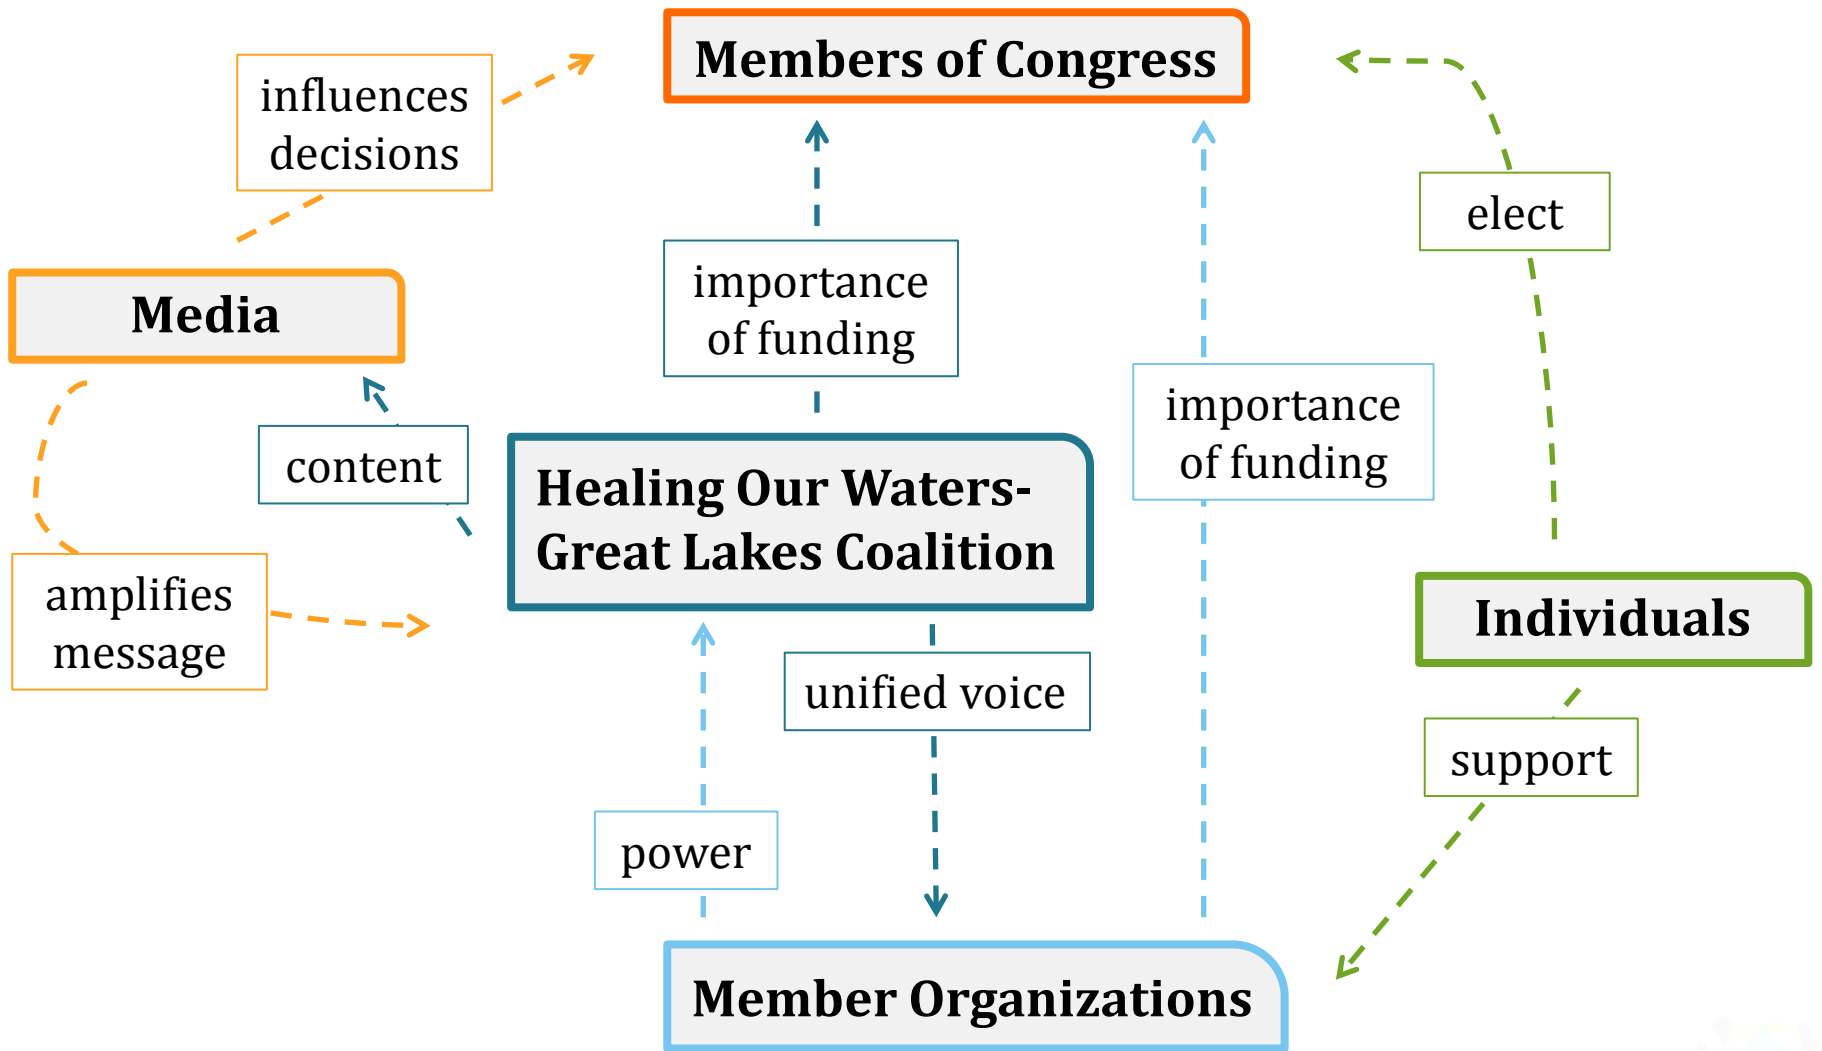 Members of Congress
influences
decisions
elect
importance
of funding
Media
importance
of funding
content
Healing Our Waters-
Great Lakes Coalition
amplifies
message
Individuals
unified voice
support
power
Member Organizations